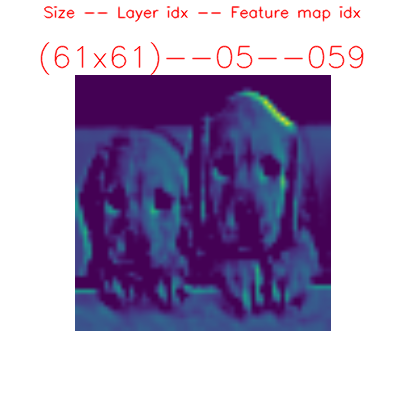 Size -- Layer idx -- Feature map idx
(61x61)--05--059